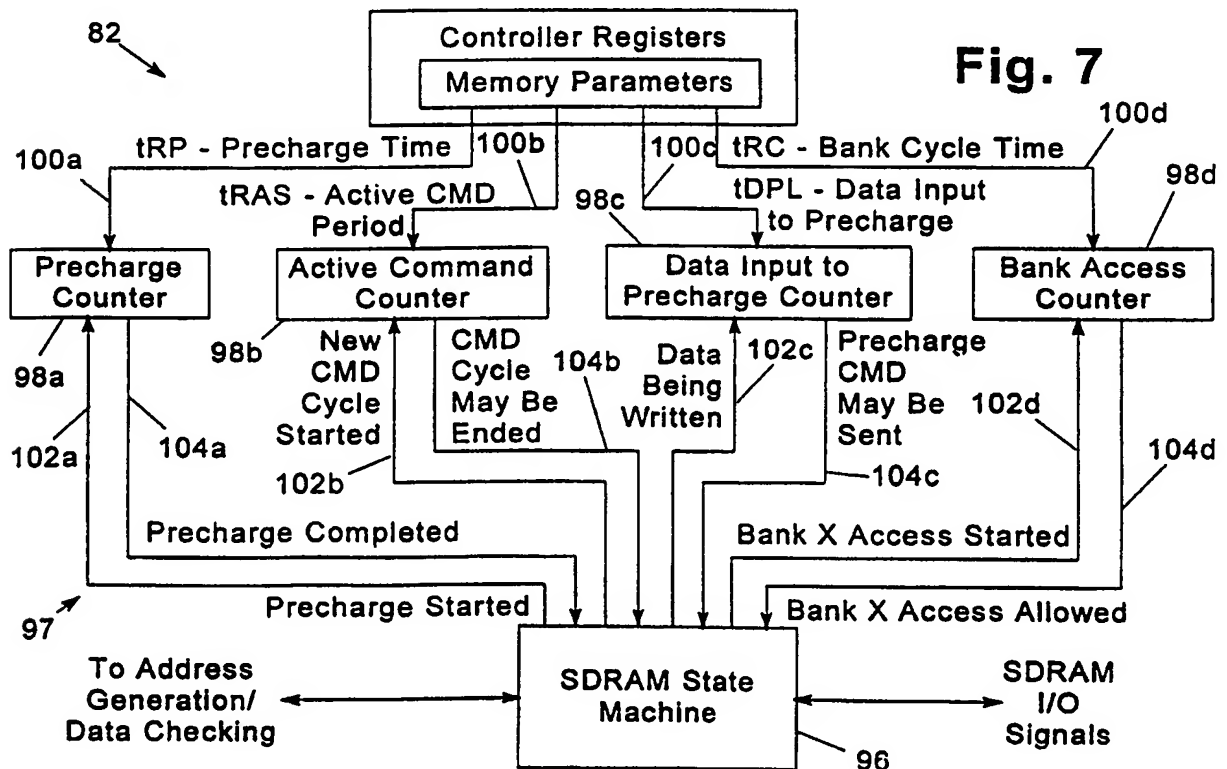 82
Controller Registers
Memory Parameters
Fig. 7
100a
tRP - Precharge Time
100b
100c
tRC - Bank Cycle Time
100d
tRAS - Active CMD
Period
98c
tDPL - Data Input
to Precharge
98d
Precharge
Counter
Active Command
Counter
Data Input to
Precharge Counter
Bank Access
Counter
98a
98b
New
CMD
Cycle
Started
CMD
Cycle
May Be
Ended
104b
Data
Being
Written
102c
Precharge
CMD
May Be
Sent
102d
104d
102a
104a
102b
104c
Precharge Completed
Bank X Access Started
97
Precharge Started
Bank X Access Allowed
To Address
Generation/
Data Checking
SDRAM State
Machine
SDRAM
I/O
Signals
96